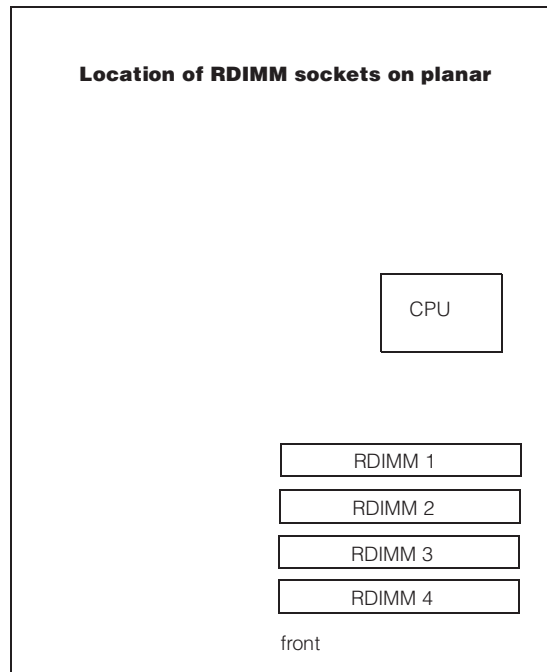 Location of RDIMM sockets on planar
CPU
RDIMM 1
RDIMM 2
RDIMM 3
RDIMM 4
front